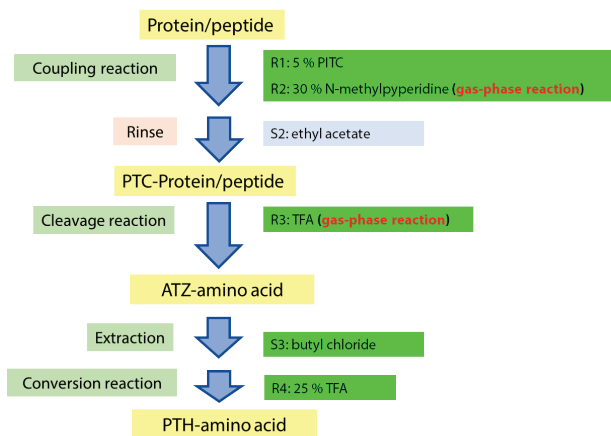 Protein/peptide
Coupling reaction
R1: 5 % PITC
R2: 30 % N-methylpyperidine (gas-phase reaction)
Rinse
S2: ethyl acetate
PTC-Protein/peptide
Cleavage reaction
R3: TFA (gas-phase reaction)
ATZ-amino acid
Extraction
S3: butyl chloride
Conversion reaction
R4: 25 % TFA
PTH-amino acid